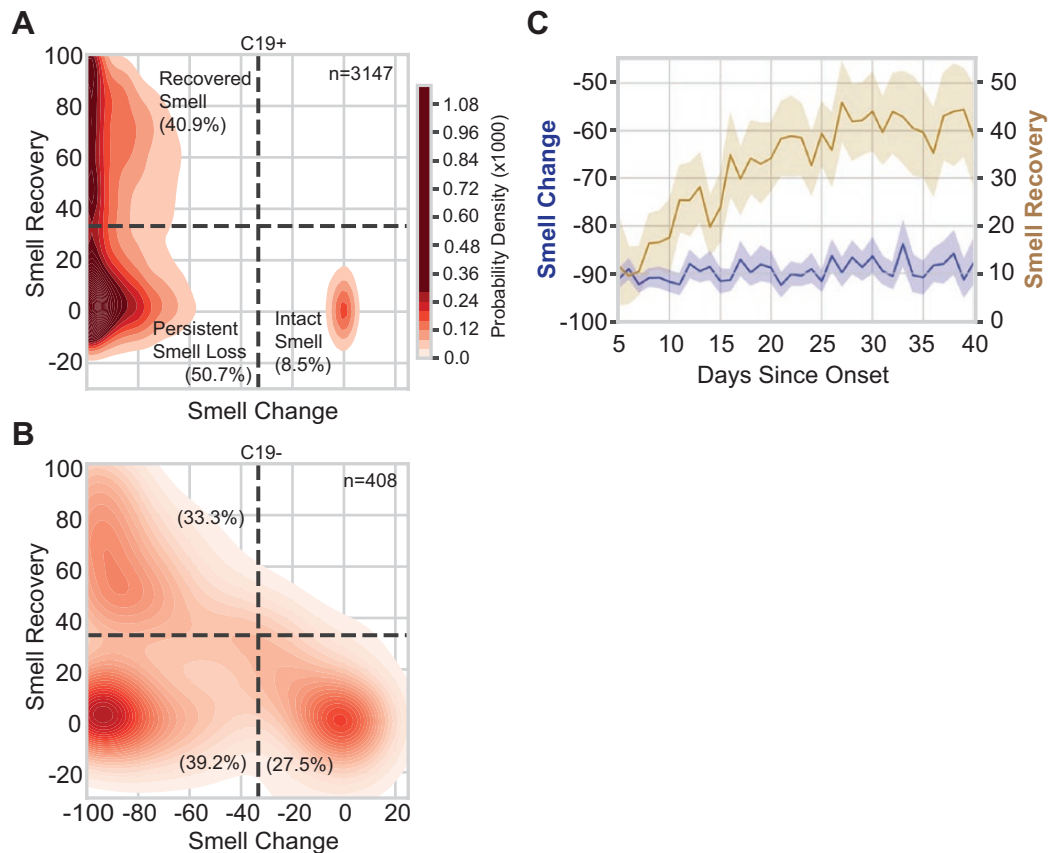 A
C19+
n=3147
Recovered
Smell
(40.9%)
Persistent
Smell Loss
(50.7%)
Intact
Smell
(8.5%)
100
80
60
40
20
0
-20
Smell Recovery
Smell Change
1.08
0.96
0.84
0.72
0.60
0.48
0.36
0.24
0.12
0.0
Probability Density (x1000)
B
C19-
n=408
(33.3%)
(39.2%)
(27.5%)
100
80
60
40
20
0
-20
Smell Recovery
-100 -80 -60 -40 -20 0 20
Smell Change
C
-50
-60
-70
-80
-90
-100
Smell Change
50
40
30
20
10
0
Smell Recovery
5 10 15 20 25 30 35 40
Days Since Onset